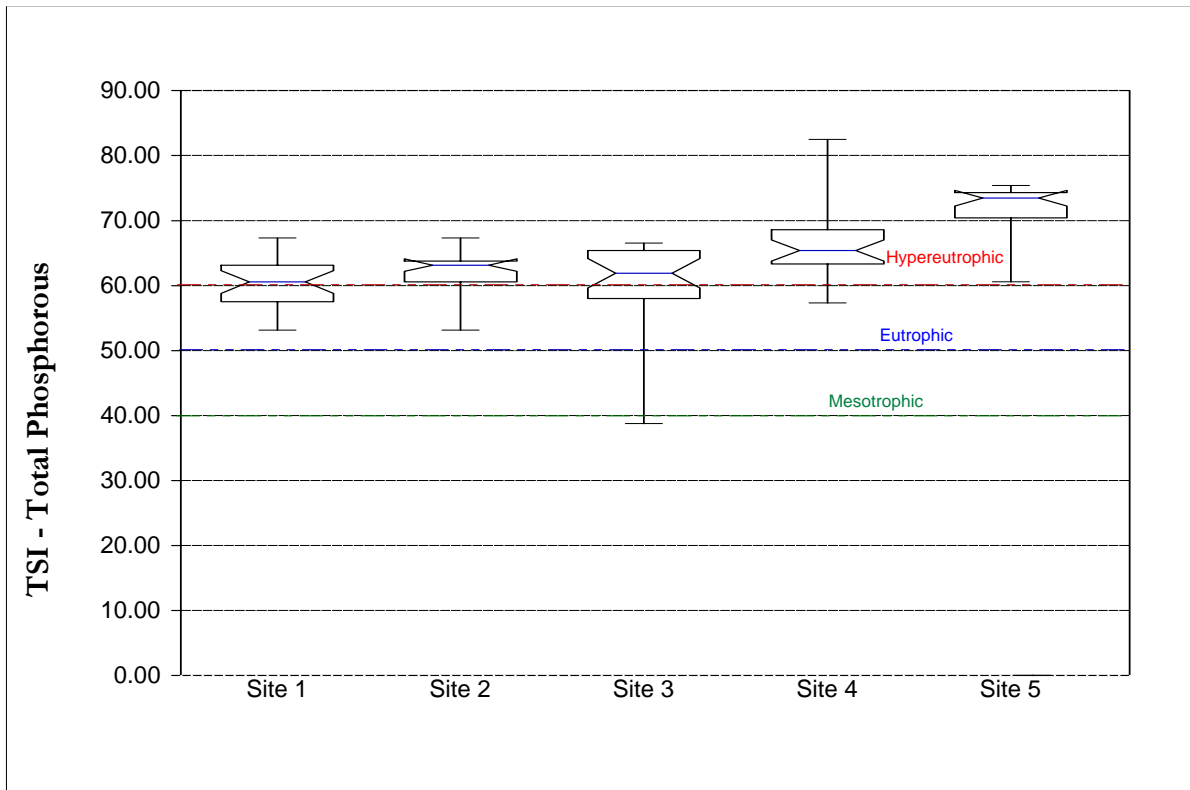 TSI - Total Phosphorous
90.00
80.00
70.00
60.00
50.00
40.00
30.00
20.00
10.00
0.00
Hypereutrophic
Eutrophic
Mesotrophic
Site 1 Site 2 Site 3 Site 4 Site 5